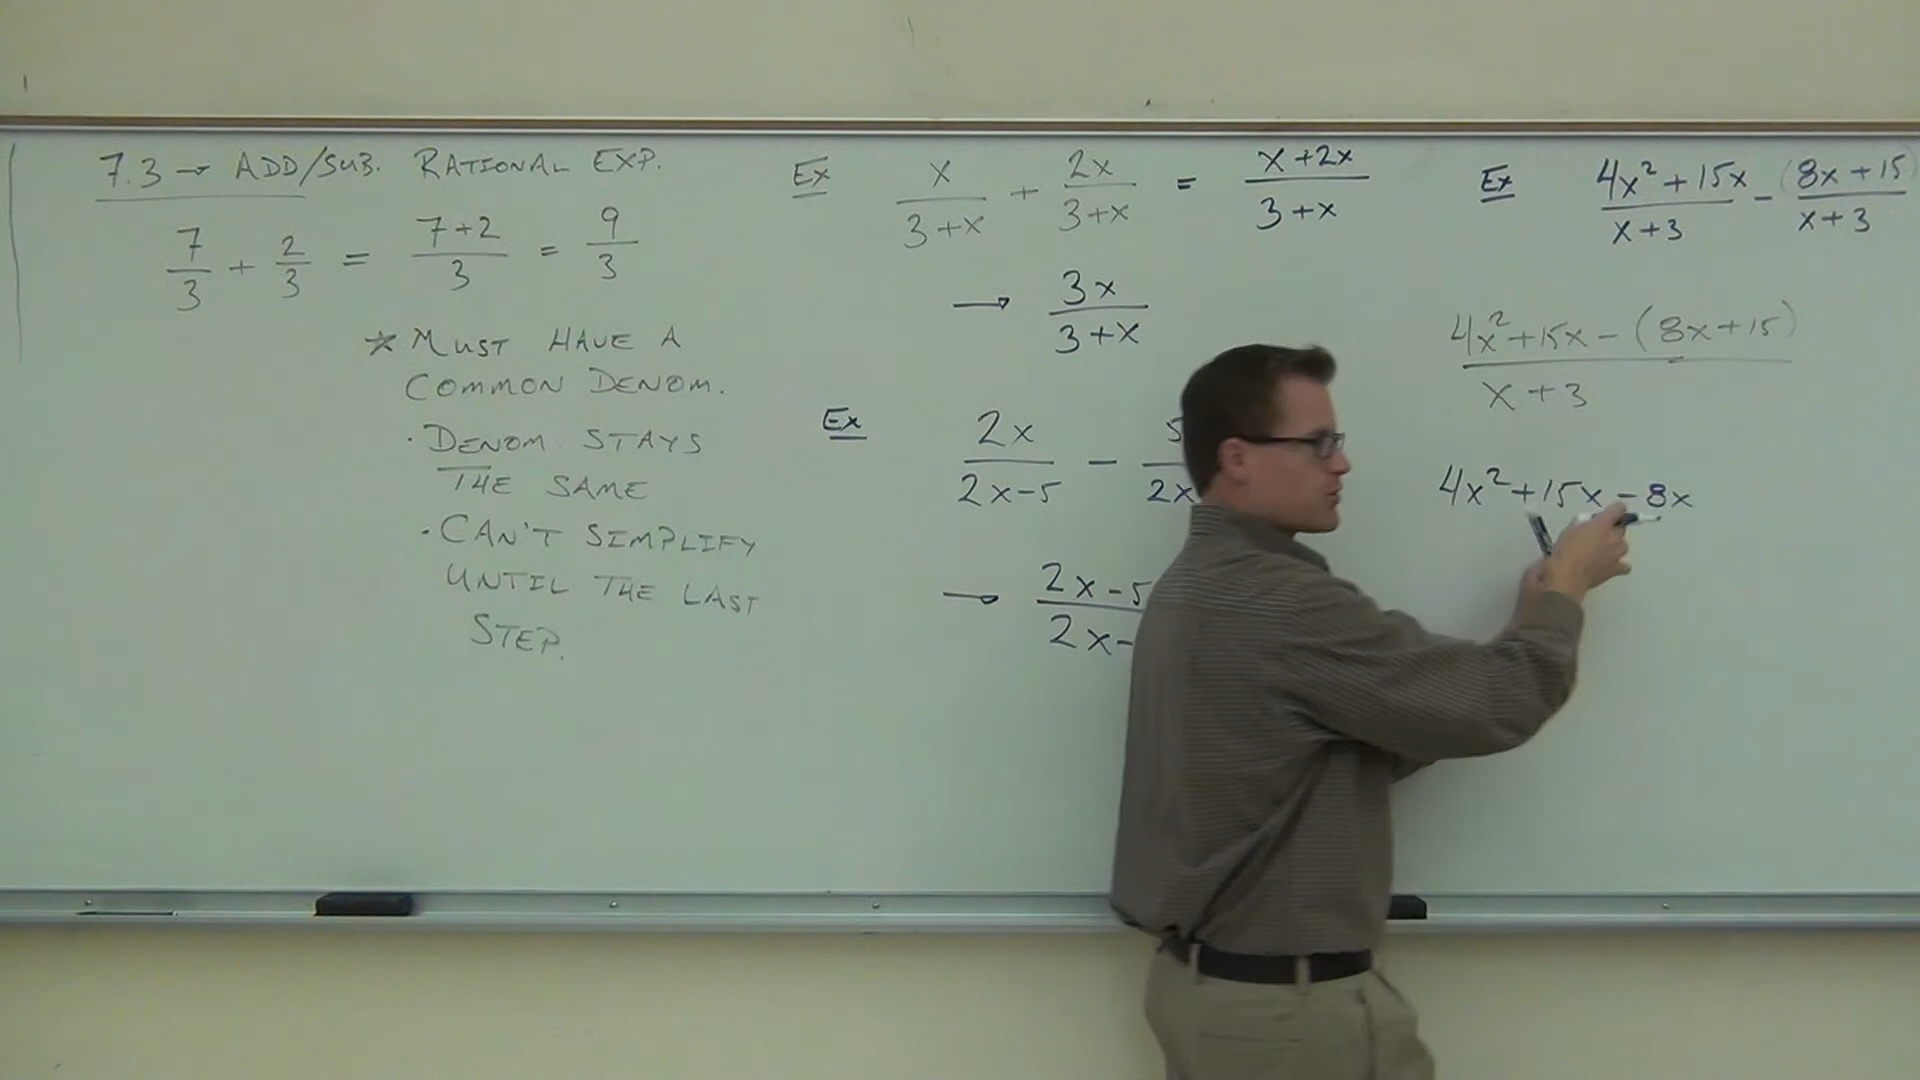 7.3 → ADD/SUB. RATIONAL EXP.
7/3 + 2/3 = 7+2/3 = 9/3
* MUST HAVE A
COMMON DENOM.
· DENOM. STAYS
THE SAME
· CAN'T SIMPLIFY
UNTIL THE LAST
STEP.
Ex x/3+x + 2x/3+x = x+2x/3+x
→ 3x/3+x
Ex 2x/2x-5 - 5/2x
→ 2x-5/2x-
Ex 4x²+15x/x+3 - (8x+15/x+3
4x²+15x-(8x+15)/x+3
4x²+15x-8x